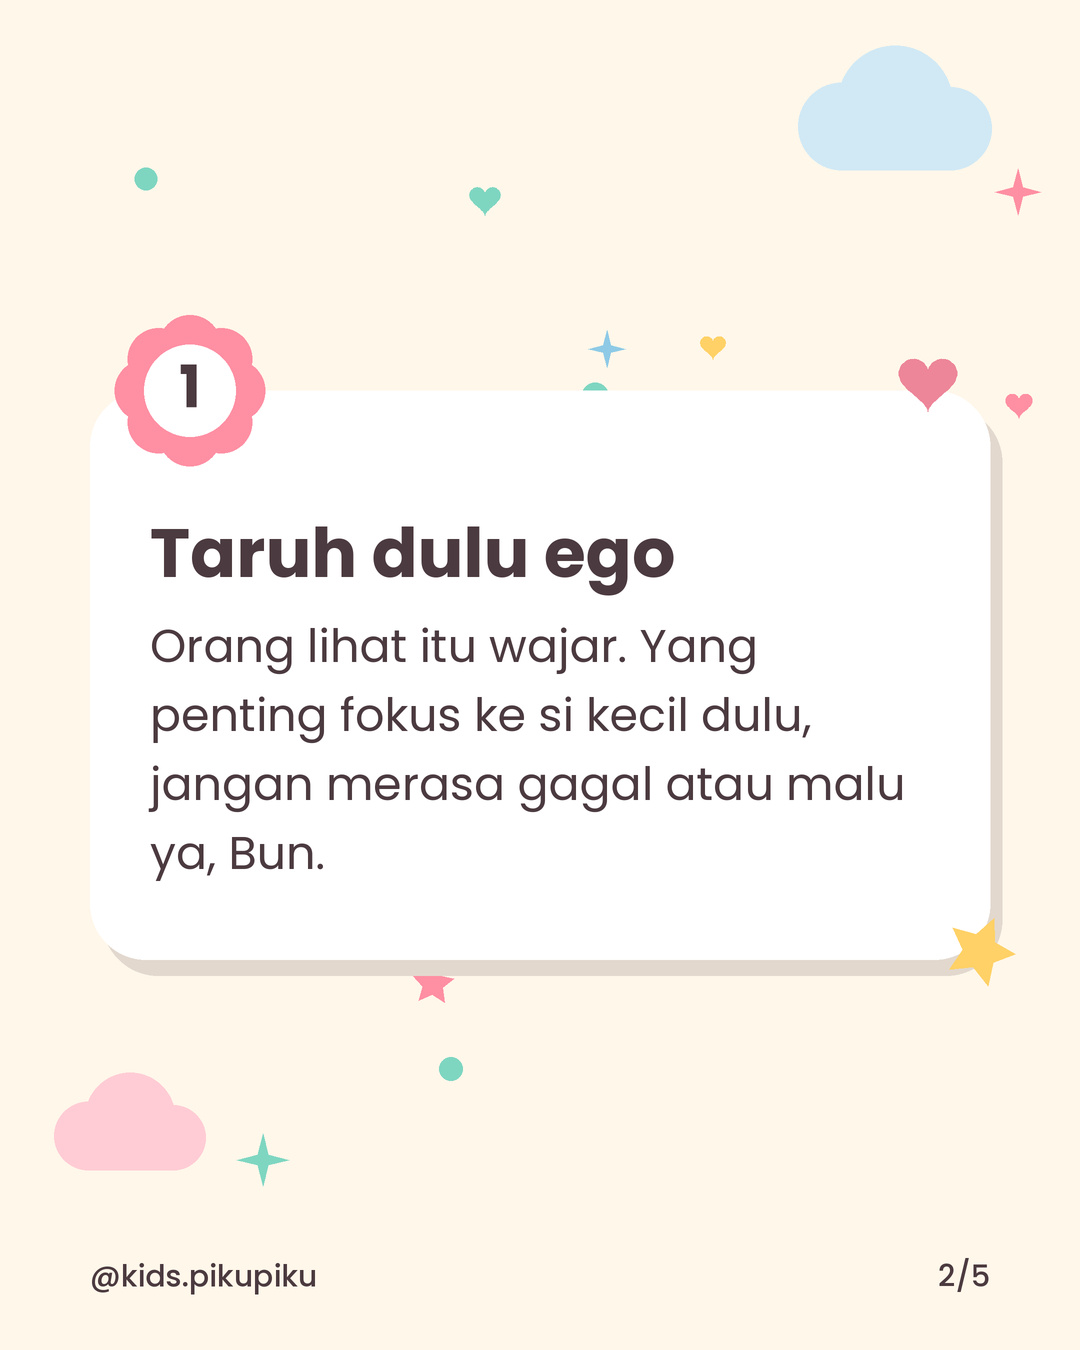 1
Taruh dulu ego
Orang lihat itu wajar. Yang
penting fokus ke si kecil dulu,
jangan merasa gagal atau malu
ya, Bun.
@kids.pikupiku
2/5